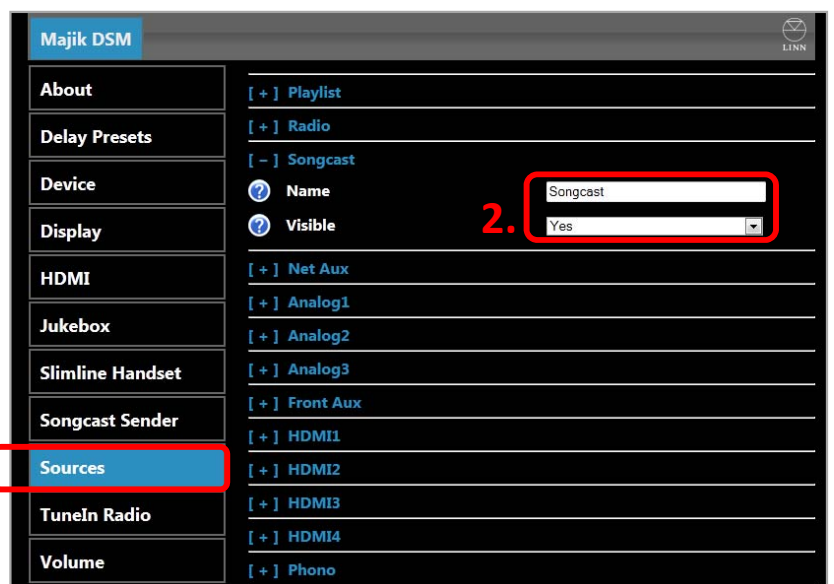 Majik DSM
LINN
About
Delay Presets
Device
Display
HDMI
Jukebox
Slimline Handset
Songcast Sender
Sources
TuneIn Radio
Volume
[ + ] Playlist
[ + ] Radio
[ − ] Songcast
? Name Songcast
? Visible Yes
2.
[ + ] Net Aux
[ + ] Analog1
[ + ] Analog2
[ + ] Analog3
[ + ] Front Aux
[ + ] HDMI1
[ + ] HDMI2
[ + ] HDMI3
[ + ] HDMI4
[ + ] Phono